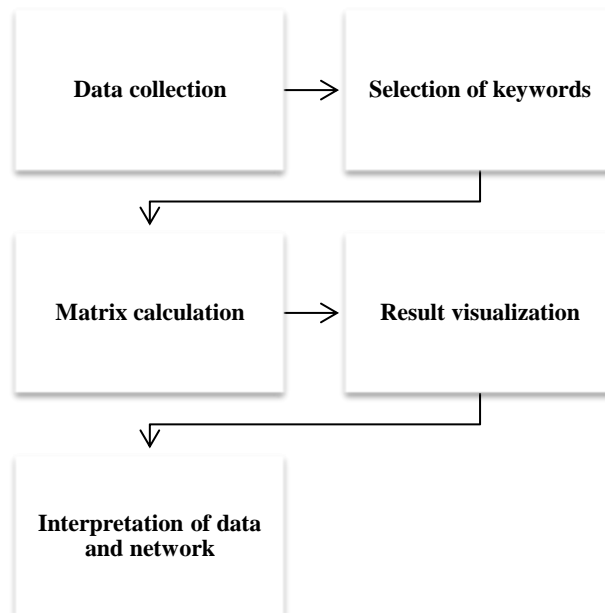 Data collection
Selection of keywords
Matrix calculation
Result visualization
Interpretation of data
and network